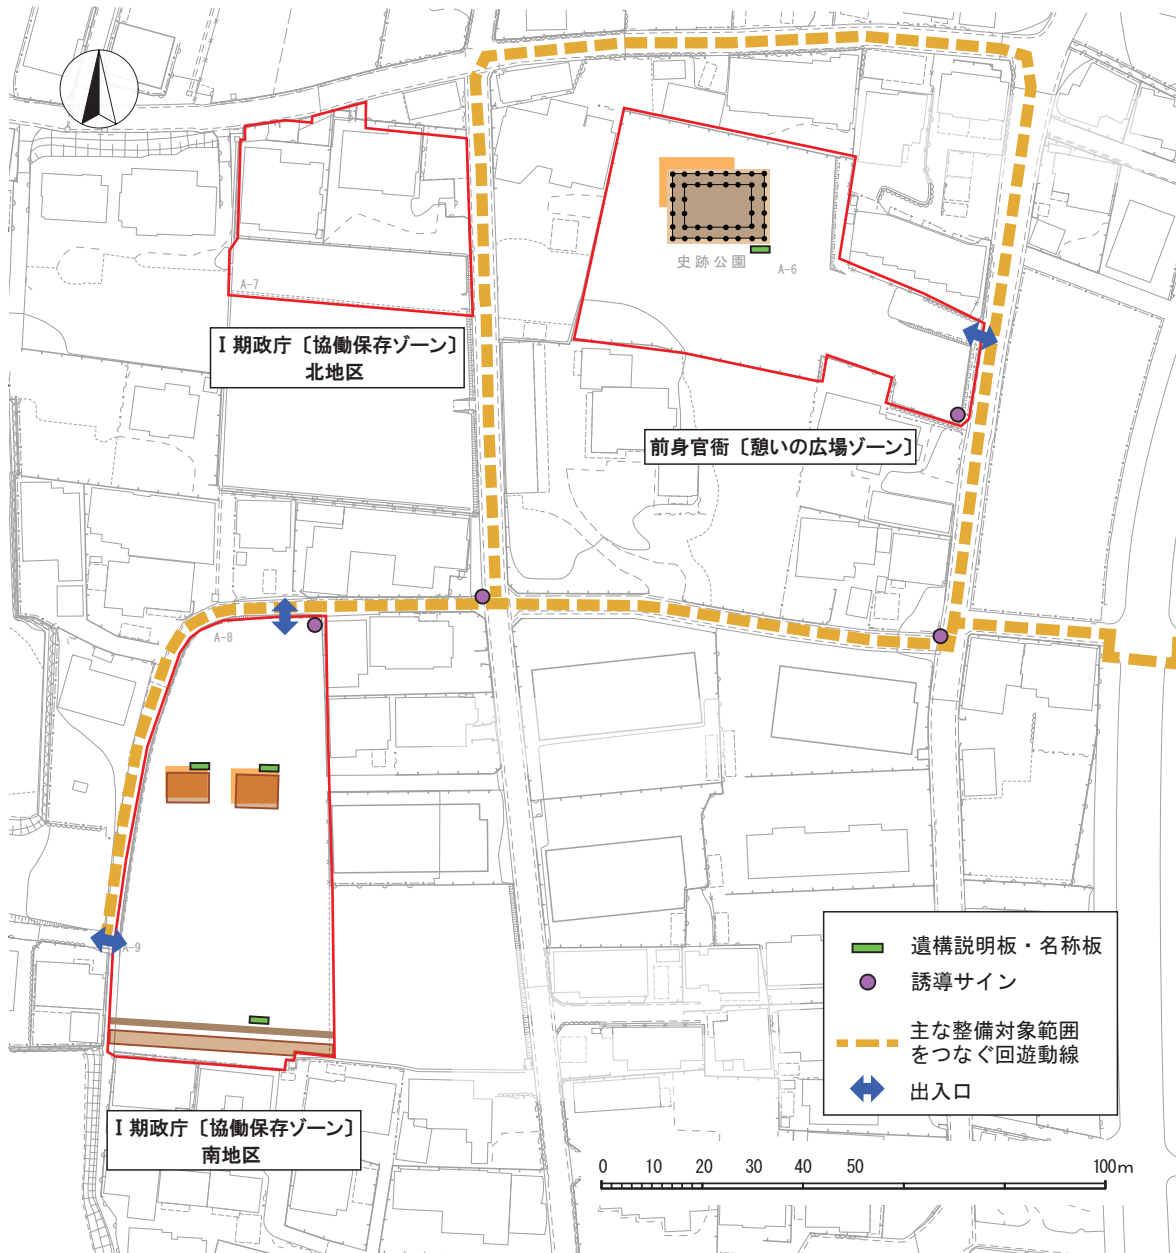 史跡公園
A-6
A-7
Ⅰ期政庁〔協働保存ゾーン〕
北地区
前身官衙〔憩いの広場ゾーン〕
A-8
A-9
遺構説明板・名称板
誘導サイン
主な整備対象範囲
をつなぐ回遊動線
出入口
Ⅰ期政庁〔協働保存ゾーン〕
南地区
0 10 20 30 40 50 100m